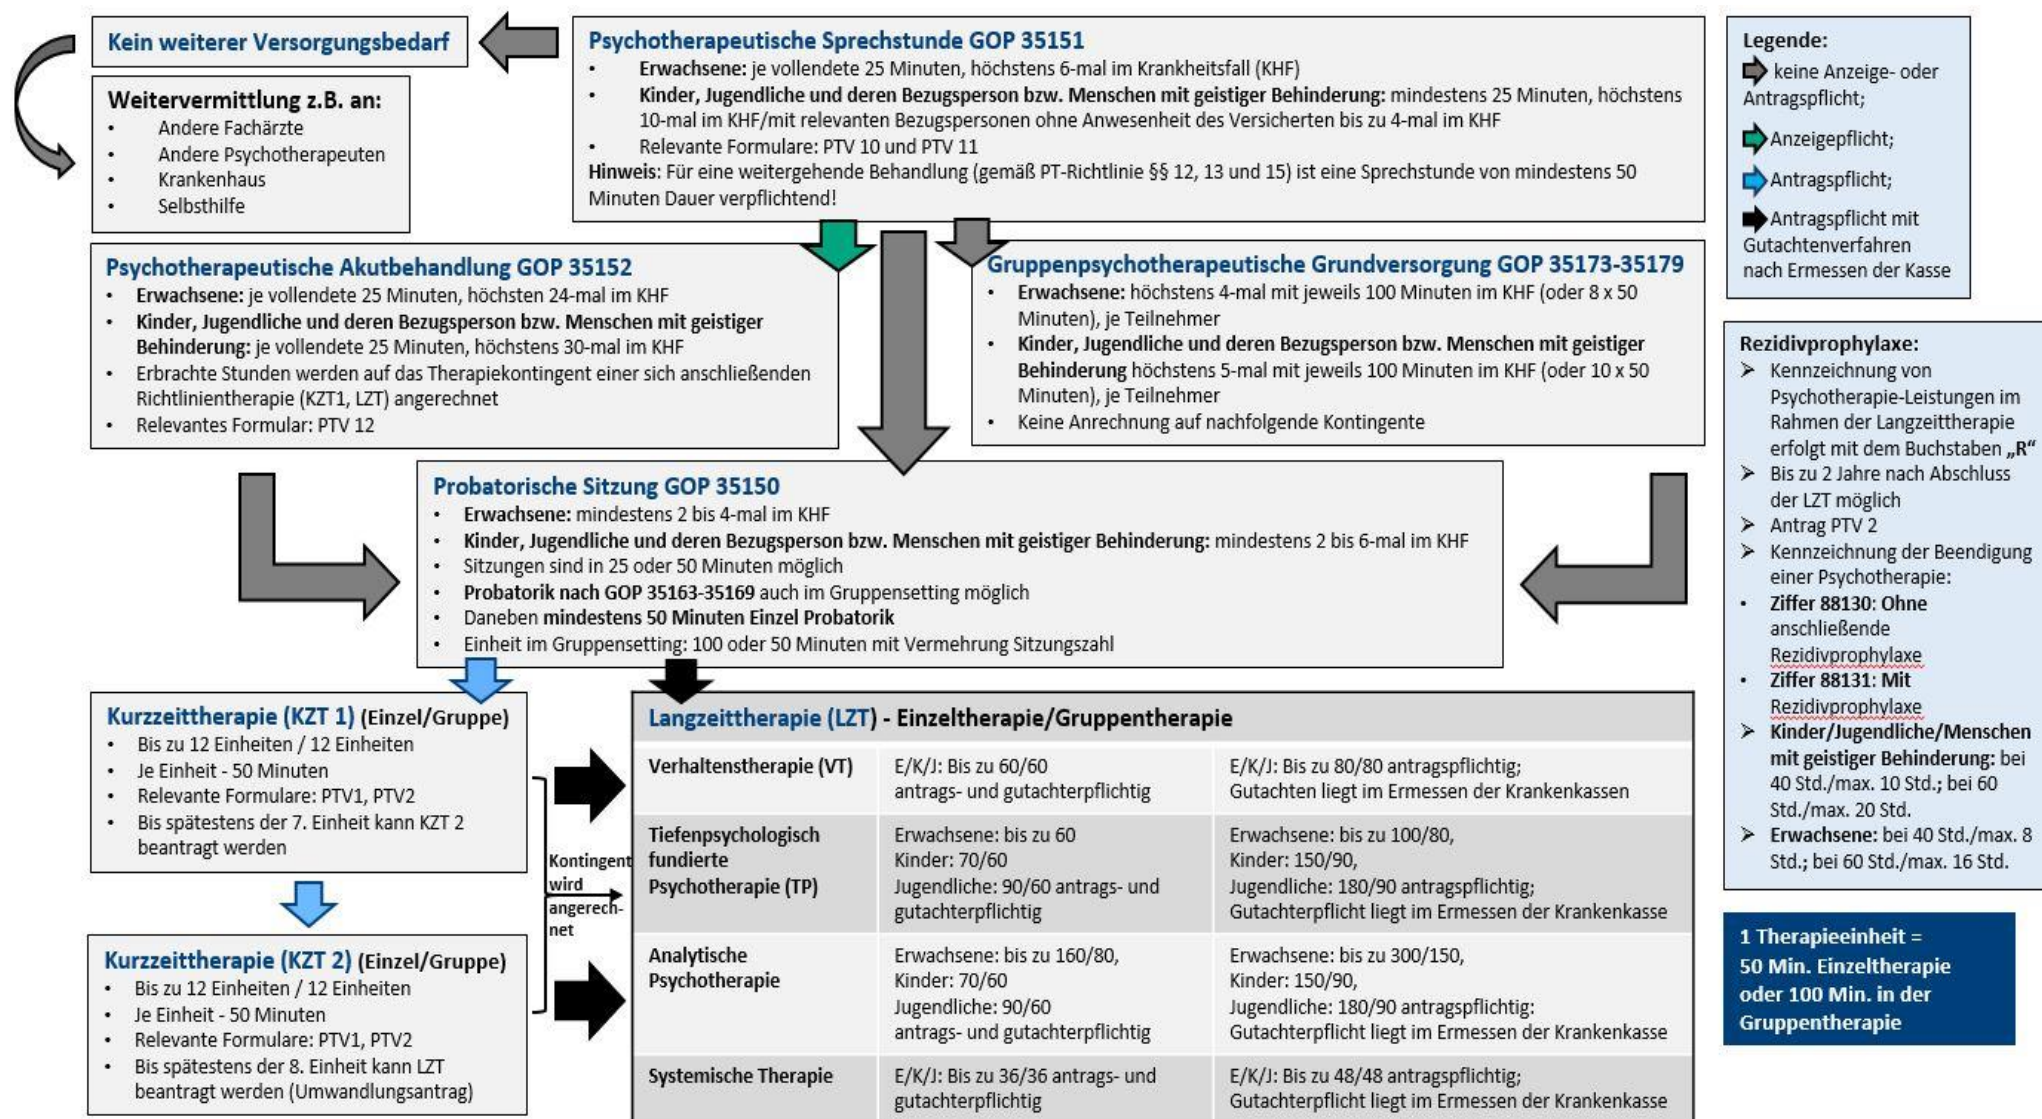 Kein weiterer Versorgungsbedarf
Weitervermittlung z.B. an:
• Andere Fachärzte
• Andere Psychotherapeuten
• Krankenhaus
• Selbsthilfe
Psychotherapeutische Sprechstunde GOP 35151
• Erwachsene: je vollendete 25 Minuten, höchstens 6-mal im Krankheitsfall (KHF)
• Kinder, Jugendliche und deren Bezugsperson bzw. Menschen mit geistiger Behinderung: mindestens 25 Minuten, höchstens
10-mal im KHF/mit relevanten Bezugspersonen ohne Anwesenheit des Versicherten bis zu 4-mal im KHF
• Relevante Formulare: PTV 10 und PTV 11
Hinweis: Für eine weitergehende Behandlung (gemäß PT-Richtlinie §§ 12, 13 und 15) ist eine Sprechstunde von mindestens 50
Minuten Dauer verpflichtend!
Legende:
keine Anzeige- oder
Antragspflicht;
Anzeigepflicht;
Antragspflicht;
Antragspflicht mit
Gutachtenverfahren
nach Ermessen der Kasse
Psychotherapeutische Akutbehandlung GOP 35152
• Erwachsene: je vollendete 25 Minuten, höchsten 24-mal im KHF
• Kinder, Jugendliche und deren Bezugsperson bzw. Menschen mit geistiger
Behinderung: je vollendete 25 Minuten, höchstens 30-mal im KHF
• Erbrachte Stunden werden auf das Therapiekontingent einer sich anschließenden
Richtlinientherapie (KZT1, LZT) angerechnet
• Relevantes Formular: PTV 12
Gruppenpsychotherapeutische Grundversorgung GOP 35173-35179
• Erwachsene: höchstens 4-mal mit jeweils 100 Minuten im KHF (oder 8 x 50
Minuten), je Teilnehmer
• Kinder, Jugendliche und deren Bezugsperson bzw. Menschen mit geistiger
Behinderung höchstens 5-mal mit jeweils 100 Minuten im KHF (oder 10 x 50
Minuten), je Teilnehmer
• Keine Anrechnung auf nachfolgende Kontingente
Probatorische Sitzung GOP 35150
• Erwachsene: mindestens 2 bis 4-mal im KHF
• Kinder, Jugendliche und deren Bezugsperson bzw. Menschen mit geistiger Behinderung: mindestens 2 bis 6-mal im KHF
• Sitzungen sind in 25 oder 50 Minuten möglich
• Probatorik nach GOP 35163-35169 auch im Gruppensetting möglich
• Daneben mindestens 50 Minuten Einzel Probatorik
• Einheit im Gruppensetting: 100 oder 50 Minuten mit Vermehrung Sitzungszahl
Rezidivprophylaxe:
➢ Kennzeichnung von
Psychotherapie-Leistungen im
Rahmen der Langzeittherapie
erfolgt mit dem Buchstaben „R“
➢ Bis zu 2 Jahre nach Abschluss
der LZT möglich
➢ Antrag PTV 2
➢ Kennzeichnung der Beendigung
einer Psychotherapie:
• Ziffer 88130: Ohne
anschließende
Rezidivprophylaxe
• Ziffer 88131: Mit
Rezidivprophylaxe
➢ Kinder/Jugendliche/Menschen
mit geistiger Behinderung: bei
40 Std./max. 10 Std.; bei 60
Std./max. 20 Std.
➢ Erwachsene: bei 40 Std./max. 8
Std.; bei 60 Std./max. 16 Std.
Kurzzeittherapie (KZT 1) (Einzel/Gruppe)
• Bis zu 12 Einheiten / 12 Einheiten
• Je Einheit - 50 Minuten
• Relevante Formulare: PTV1, PTV2
• Bis spätestens der 7. Einheit kann KZT 2
beantragt werden
Kurzzeittherapie (KZT 2) (Einzel/Gruppe)
• Bis zu 12 Einheiten / 12 Einheiten
• Je Einheit - 50 Minuten
• Relevante Formulare: PTV1, PTV2
• Bis spätestens der 8. Einheit kann LZT
beantragt werden (Umwandlungsantrag)
Kontingent
wird
angerech-
net
Langzeittherapie (LZT) - Einzeltherapie/Gruppentherapie
Verhaltenstherapie (VT)
E/K/J: Bis zu 60/60
antrags- und gutachterpflichtig
E/K/J: Bis zu 80/80 antragspflichtig;
Gutachten liegt im Ermessen der Krankenkassen
Tiefenpsychologisch
fundierte
Psychotherapie (TP)
Erwachsene: bis zu 60
Kinder: 70/60
Jugendliche: 90/60 antrags- und
gutachterpflichtig
Erwachsene: bis zu 100/80,
Kinder: 150/90,
Jugendliche: 180/90 antragspflichtig;
Gutachterpflicht liegt im Ermessen der Krankenkasse
Analytische
Psychotherapie
Erwachsene: bis zu 160/80,
Kinder: 70/60
Jugendliche: 90/60
antrags- und gutachterpflichtig
Erwachsene: bis zu 300/150,
Kinder: 150/90,
Jugendliche: 180/90 antragspflichtig:
Gutachterpflicht liegt im Ermessen der Krankenkasse
Systemische Therapie
E/K/J: Bis zu 36/36 antrags- und
gutachterpflichtig
E/K/J: Bis zu 48/48 antragspflichtig;
Gutachterpflicht liegt im Ermessen der Krankenkasse
1 Therapieeinheit =
50 Min. Einzeltherapie
oder 100 Min. in der
Gruppentherapie